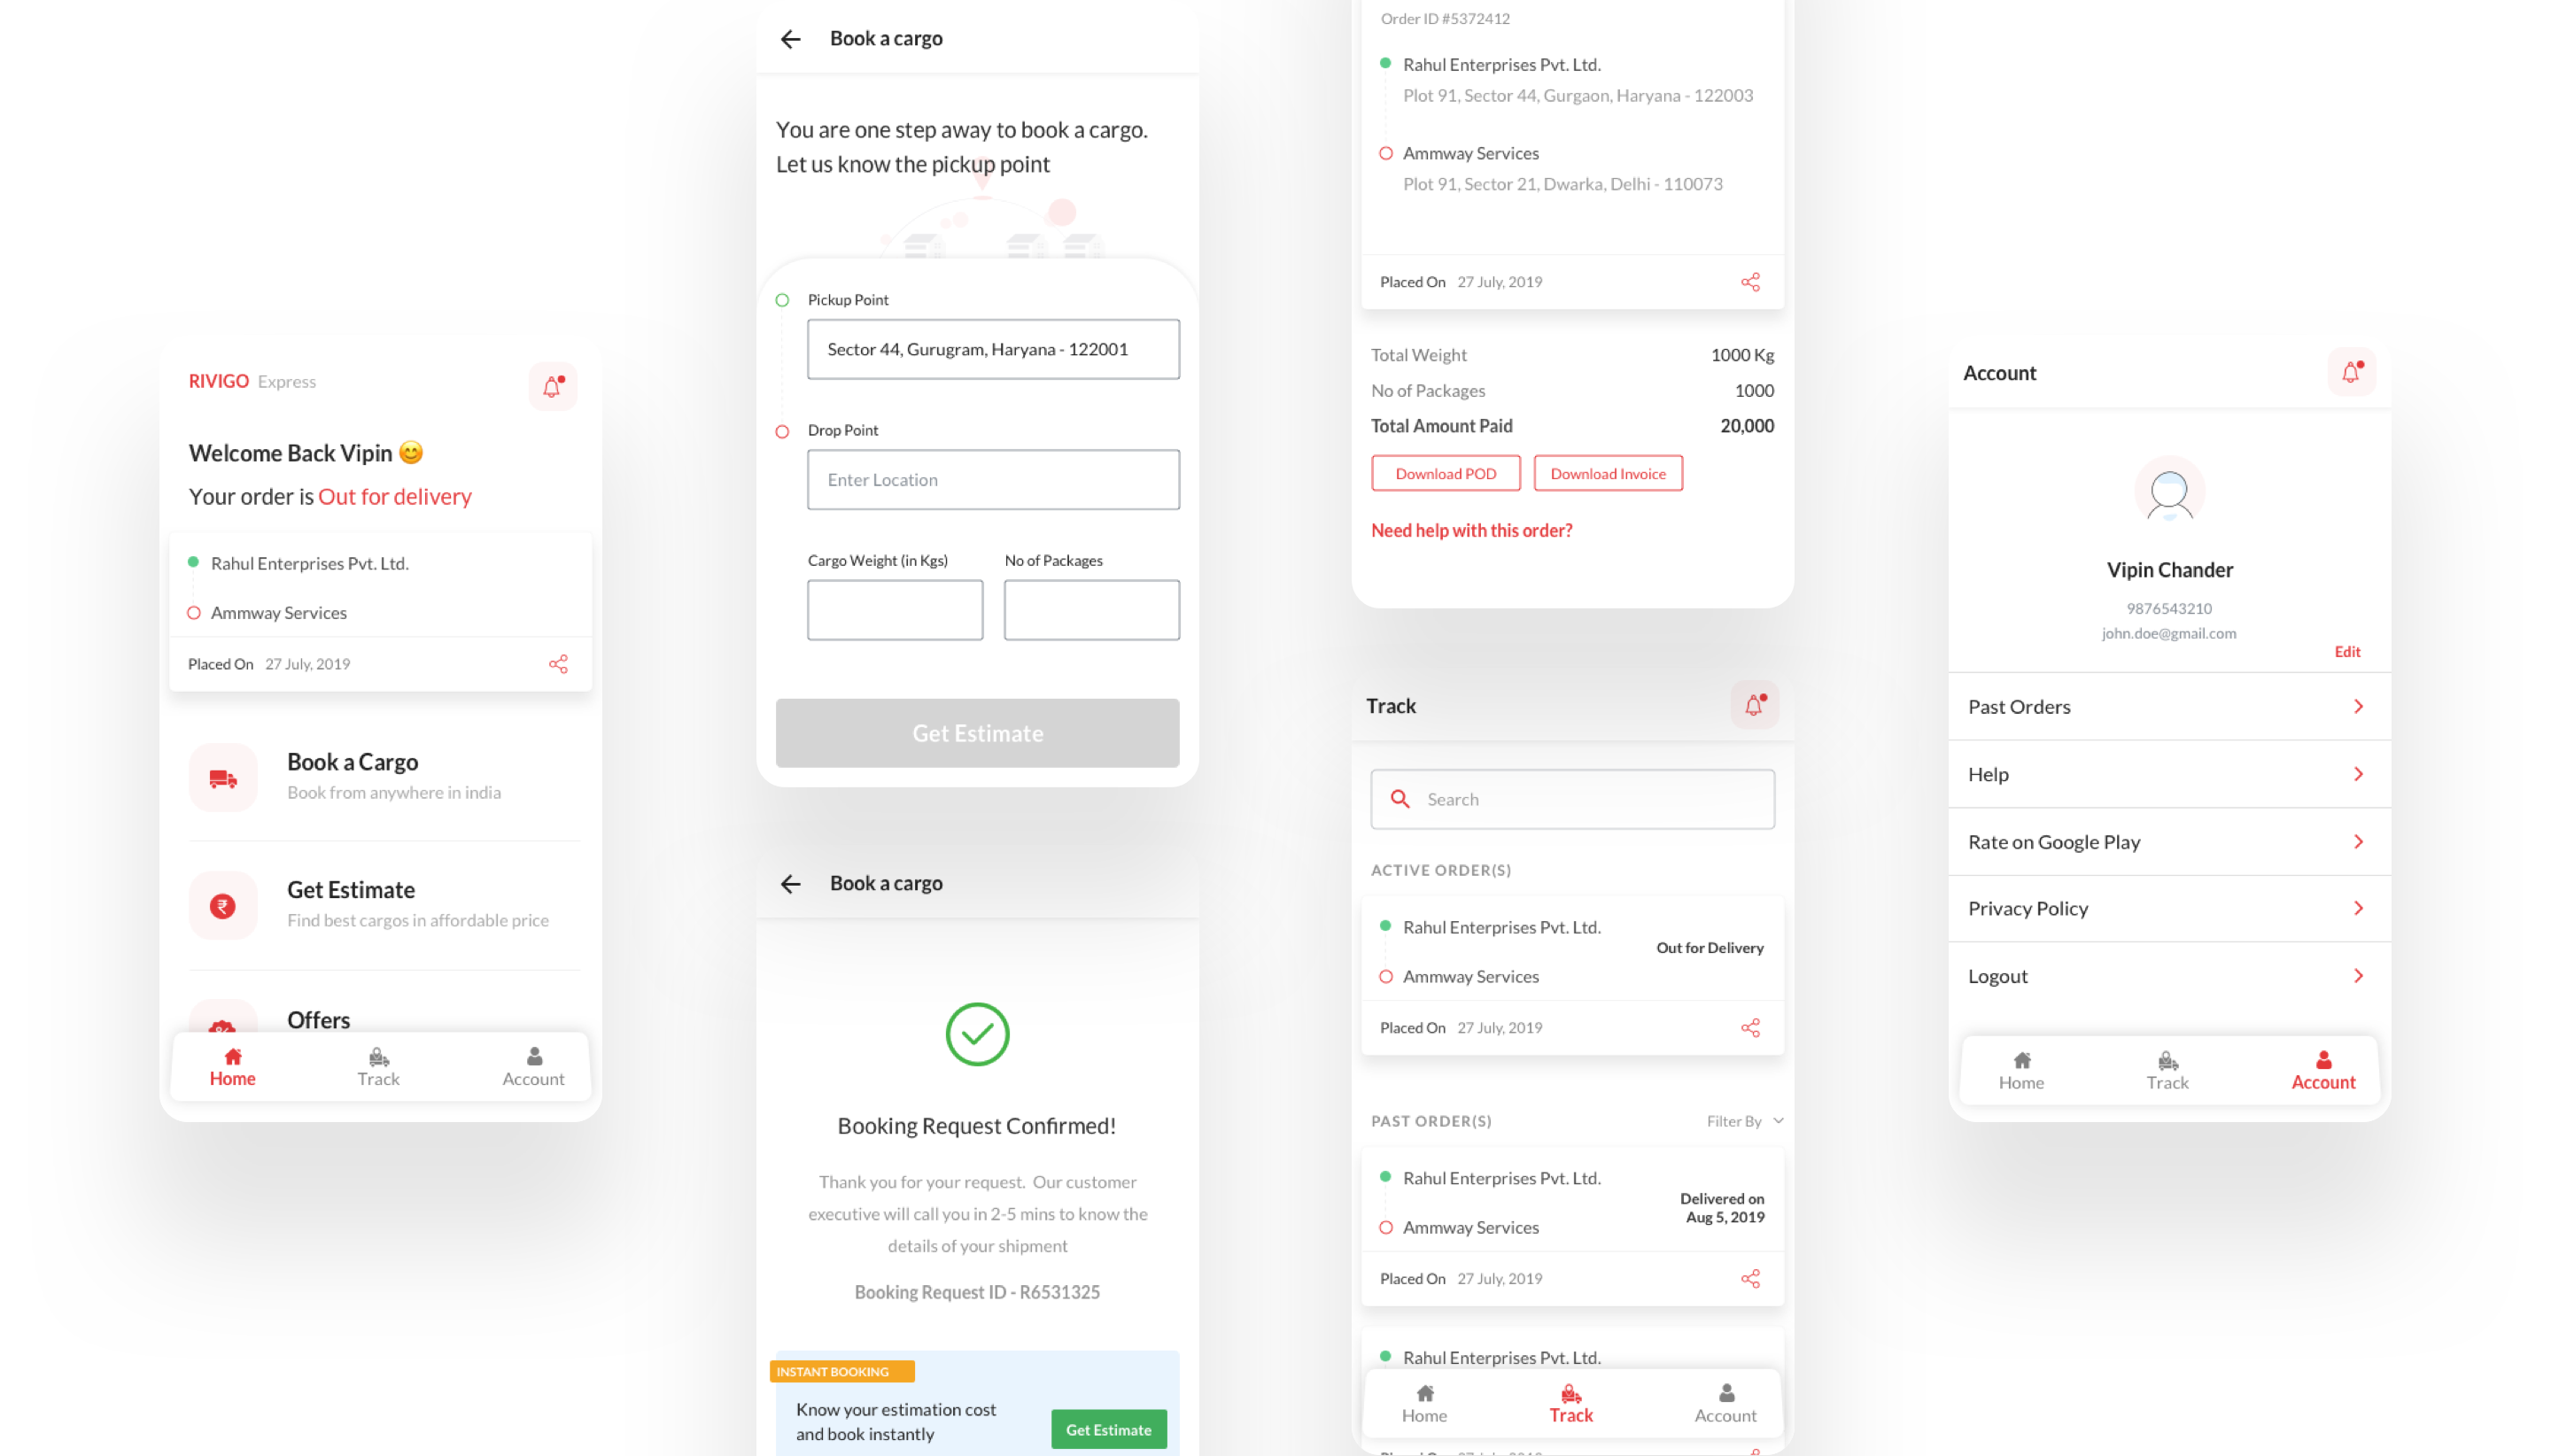 RIVIGO Express
Welcome Back Vipin
Your order is Out for delivery
Rahul Enterprises Pvt. Ltd.
Ammway Services
Placed On 27 July, 2019
Book a Cargo
Book from anywhere in india
Get Estimate
Find best cargos in affordable price
Offers
Home Track Account
Book a cargo
You are one step away to book a cargo.
Let us know the pickup point
Pickup Point
Sector 44, Gurugram, Haryana - 122001
Drop Point
Enter Location
Cargo Weight (in Kgs) No of Packages
Get Estimate
Book a cargo
Booking Request Confirmed!
Thank you for your request. Our customer
executive will call you in 2-5 mins to know the
details of your shipment
Booking Request ID - R6531325
INSTANT BOOKING
Know your estimation cost
and book instantly
Get Estimate
Order ID #5372412
Rahul Enterprises Pvt. Ltd.
Plot 91, Sector 44, Gurgaon, Haryana - 122003
Ammway Services
Plot 91, Sector 21, Dwarka, Delhi - 110073
Placed On 27 July, 2019
Total Weight 1000 Kg
No of Packages 1000
Total Amount Paid 20,000
Download POD Download Invoice
Need help with this order?
Track
Search
ACTIVE ORDER(S)
Rahul Enterprises Pvt. Ltd.
Out for Delivery
Ammway Services
Placed On 27 July, 2019
PAST ORDER(S) Filter By
Rahul Enterprises Pvt. Ltd.
Delivered on
Aug 5, 2019
Ammway Services
Placed On 27 July, 2019
Rahul Enterprises Pvt. Ltd.
Home Track Account
Account
Vipin Chander
9876543210
john.doe@gmail.com
Edit
Past Orders
Help
Rate on Google Play
Privacy Policy
Logout
Home Track Account